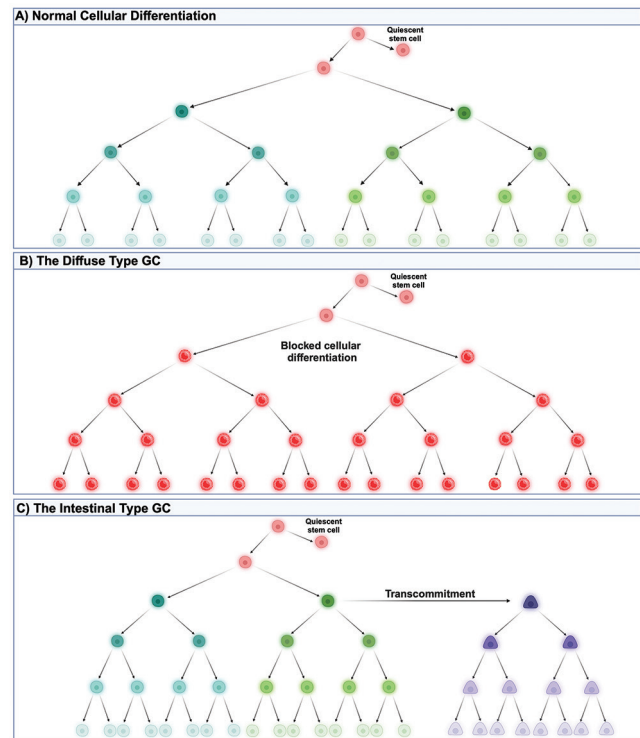 A) Normal Cellular Differentiation
Quiescent
stem cell
B) The Diffuse Type GC
Quiescent
stem cell
Blocked cellular
differentiation
C) The Intestinal Type GC
Quiescent
stem cell
Transcommitment